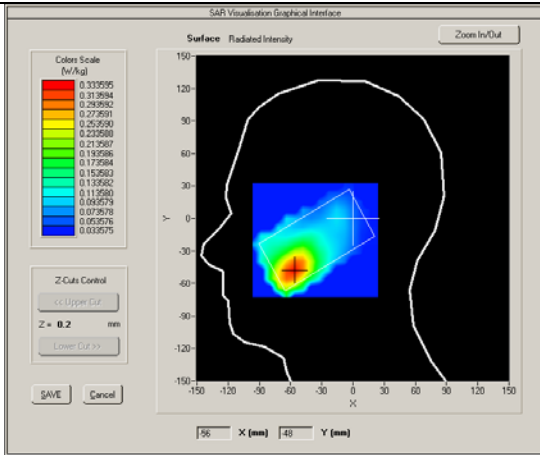 SAR Visualisation Graphical Interface
Surface Radiated Intensity
Zoom In/Out
Colors Scale
(W/kg)
0.333595
0.313594
0.293592
0.273591
0.253590
0.233588
0.213587
0.193586
0.173584
0.153583
0.133582
0.113580
0.093579
0.073578
0.053576
0.033575
150-
120-
90-
60-
30-
0-
-30-
-60-
-90-
-120-
-150-
Y
-150 -120 -90 -60 -30 0 30 60 90 120 150
X
Z-Cuts Control
<< Upper Cut
Z = 0.2 mm
Lower Cut >>
SAVE Cancel
-56 X (mm) -48 Y (mm)